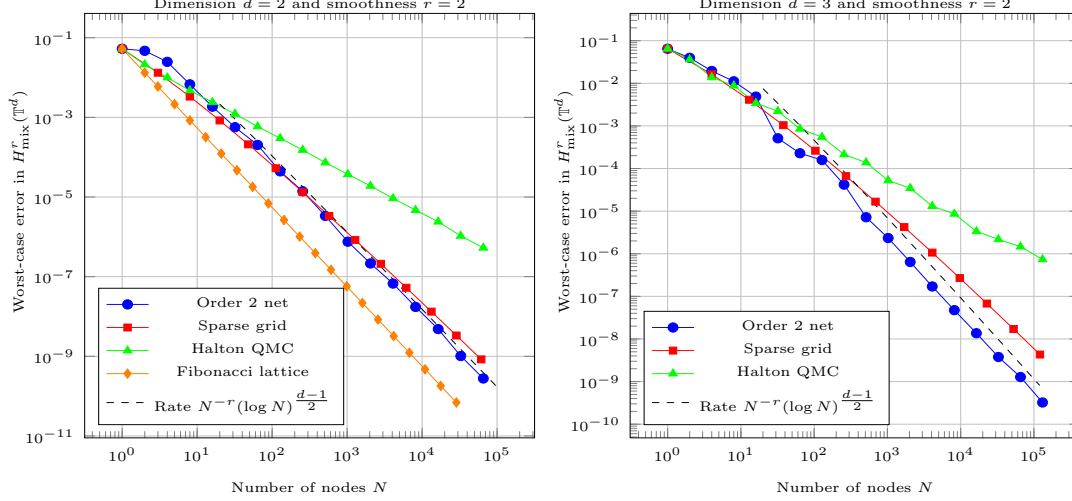 Dimension d = 2 and smoothness r = 2
Worst-case error in H^r_mix(𝕋^d)
10^−1
10^−3
10^−5
10^−7
10^−9
10^−11
Order 2 net
Sparse grid
Halton QMC
Fibonacci lattice
Rate N^−r(log N)^{\frac{d−1}{2}}
10^0
10^1
10^2
10^3
10^4
10^5
Number of nodes N
Dimension d = 3 and smoothness r = 2
Worst-case error in H^r_mix(𝕋^d)
10^−1
10^−2
10^−3
10^−4
10^−5
10^−6
10^−7
10^−8
10^−9
10^−10
Order 2 net
Sparse grid
Halton QMC
Rate N^−r(log N)^{\frac{d−1}{2}}
10^0
10^1
10^2
10^3
10^4
10^5
Number of nodes N